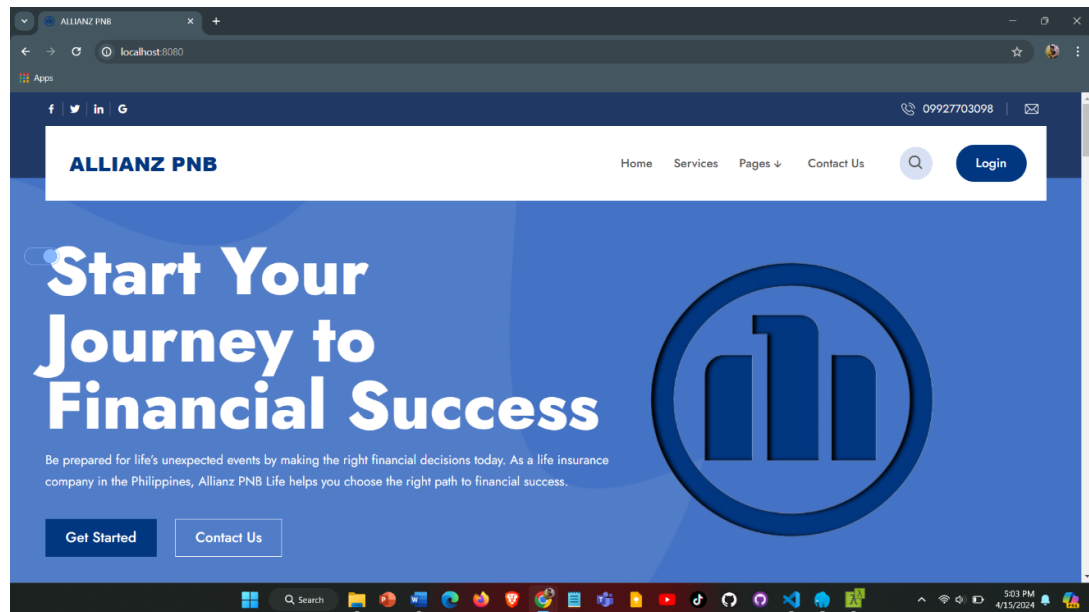 ALLIANZ PNB
localhost:8080
Apps
09927703098
ALLIANZ PNB
Home Services Pages ↓ Contact Us Login
Start Your
Journey to
Financial Success
Be prepared for life's unexpected events by making the right financial decisions today. As a life insurance
company in the Philippines, Allianz PNB Life helps you choose the right path to financial success.
Get Started Contact Us
Search
5:03 PM
4/15/2024